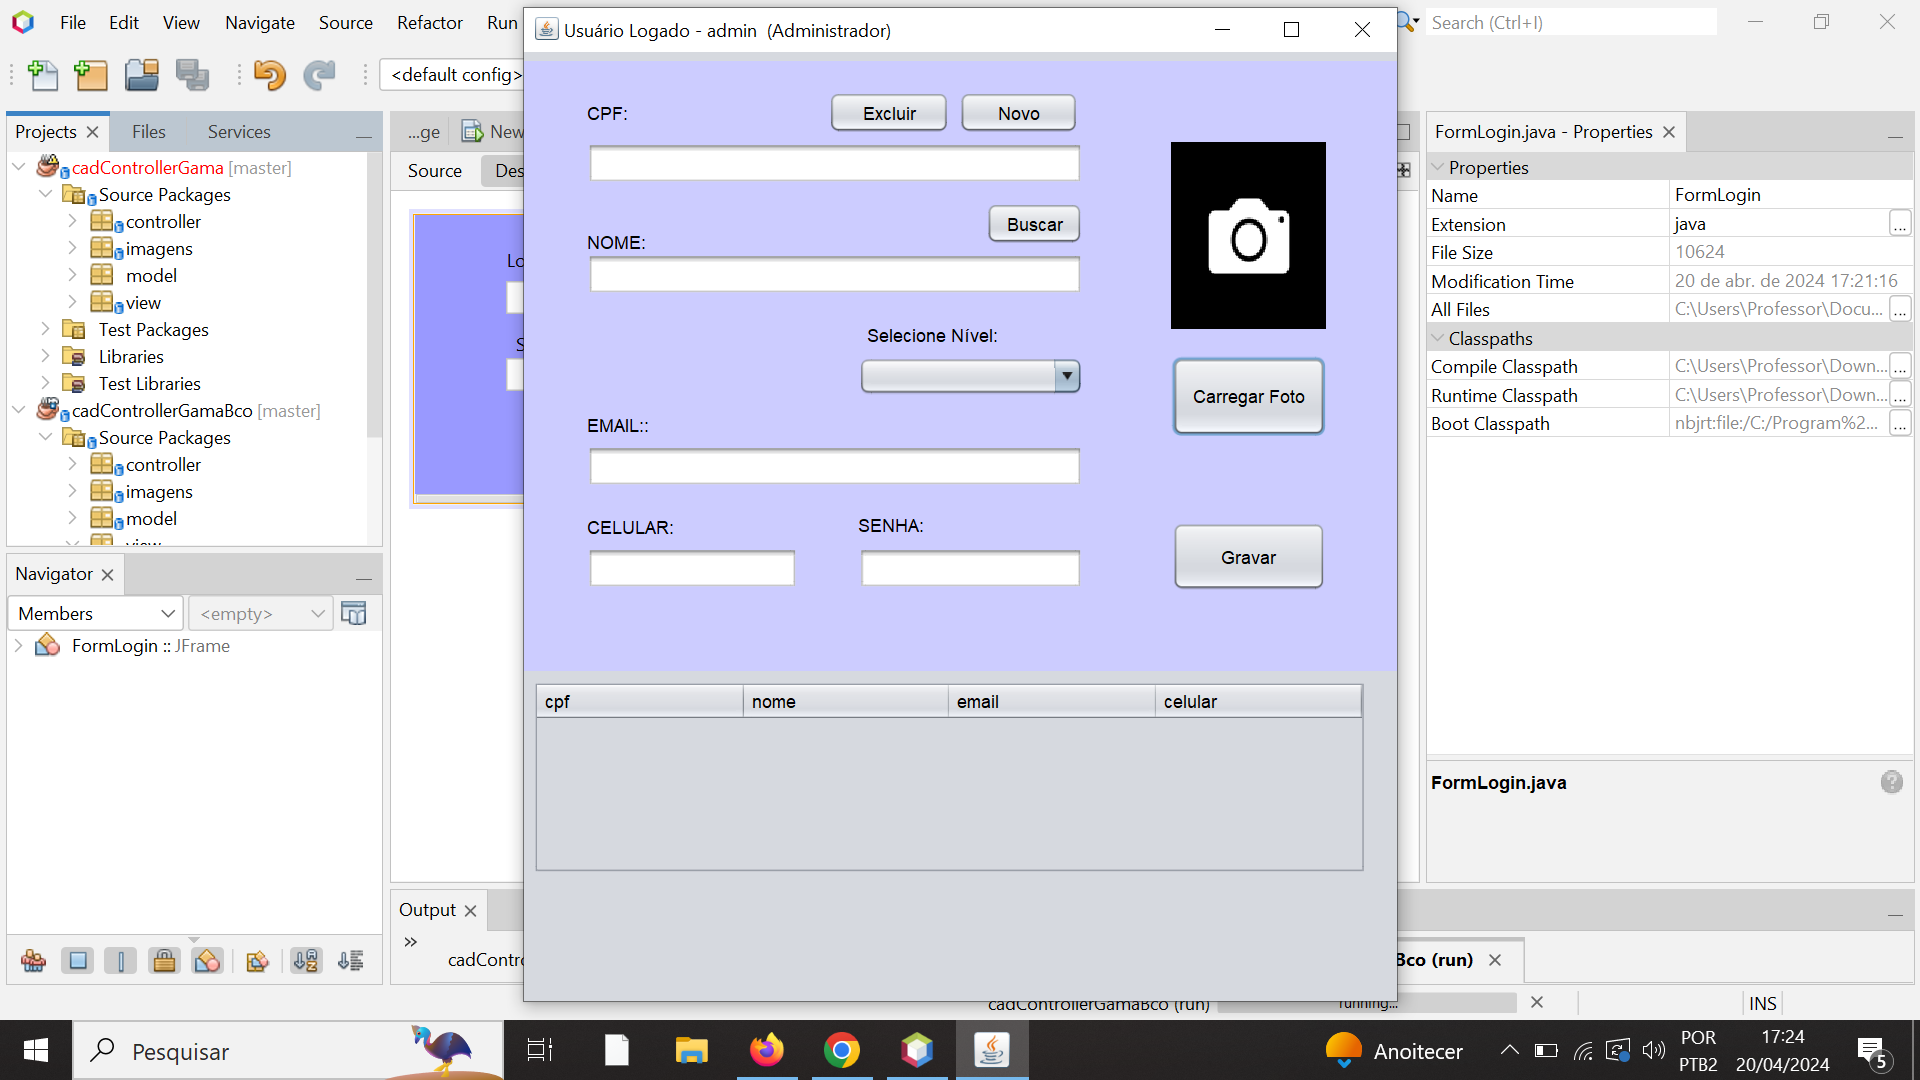 File Edit View Navigate Source Refactor Run
Usuário Logado - admin (Administrador)
Search (Ctrl+I)
<default config>
Projects Files Services
cadControllerGama [master]
Source Packages
controller
imagens
model
view
Test Packages
Libraries
Test Libraries
cadControllerGamaBco [master]
Source Packages
controller
imagens
model
view
Navigator
Members <empty>
FormLogin :: JFrame
...ge New
Source Des
Lo
S
CPF: Excluir Novo
Buscar
NOME:
Selecione Nível:
Carregar Foto
EMAIL::
CELULAR: SENHA:
Gravar
cpf nome email celular
FormLogin.java - Properties
Properties
Name FormLogin
Extension java ...
File Size 10624
Modification Time 20 de abr. de 2024 17:21:16
All Files C:\Users\Professor\Docu... ...
Classpaths
Compile Classpath C:\Users\Professor\Down... ...
Runtime Classpath C:\Users\Professor\Down... ...
Boot Classpath nbjrt:file:/C:/Program%2... ...
FormLogin.java
Output
cadContro
Bco (run)
cadControllerGamaBco (run) running...
INS
Pesquisar
Anoitecer
POR
PTB2
17:24
20/04/2024
5